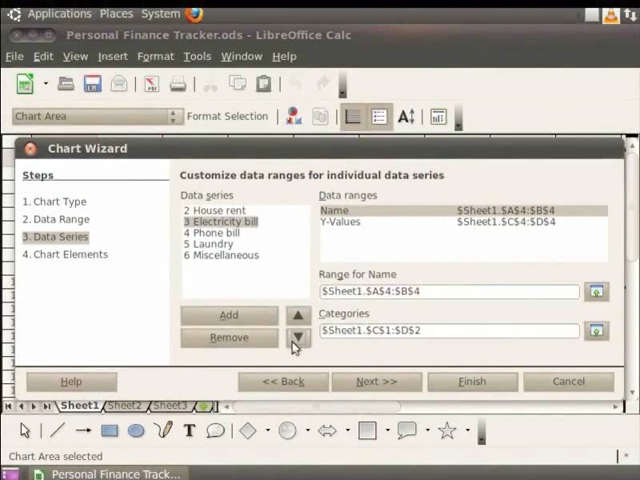 Applications Places System
Personal Finance Tracker.ods - LibreOffice Calc
File Edit View Insert Format Tools Window Help
Chart Area Format Selection
Chart Wizard
Steps
1. Chart Type
2. Data Range
3. Data Series
4. Chart Elements
Customize data ranges for individual data series
Data series
2 House rent
3 Electricity bill
4 Phone bill
5 Laundry
6 Miscellaneous
Data ranges
Name $Sheet1.$A$4:$B$4
Y-Values $Sheet1.$C$4:$D$4
Range for Name
$Sheet1.$A$4:$B$4
Categories
$Sheet1.$C$1:$D$2
Add
Remove
Help << Back Next >> Finish Cancel
Sheet1 Sheet2 Sheet3
T
Chart Area selected
Personal Finance Track...